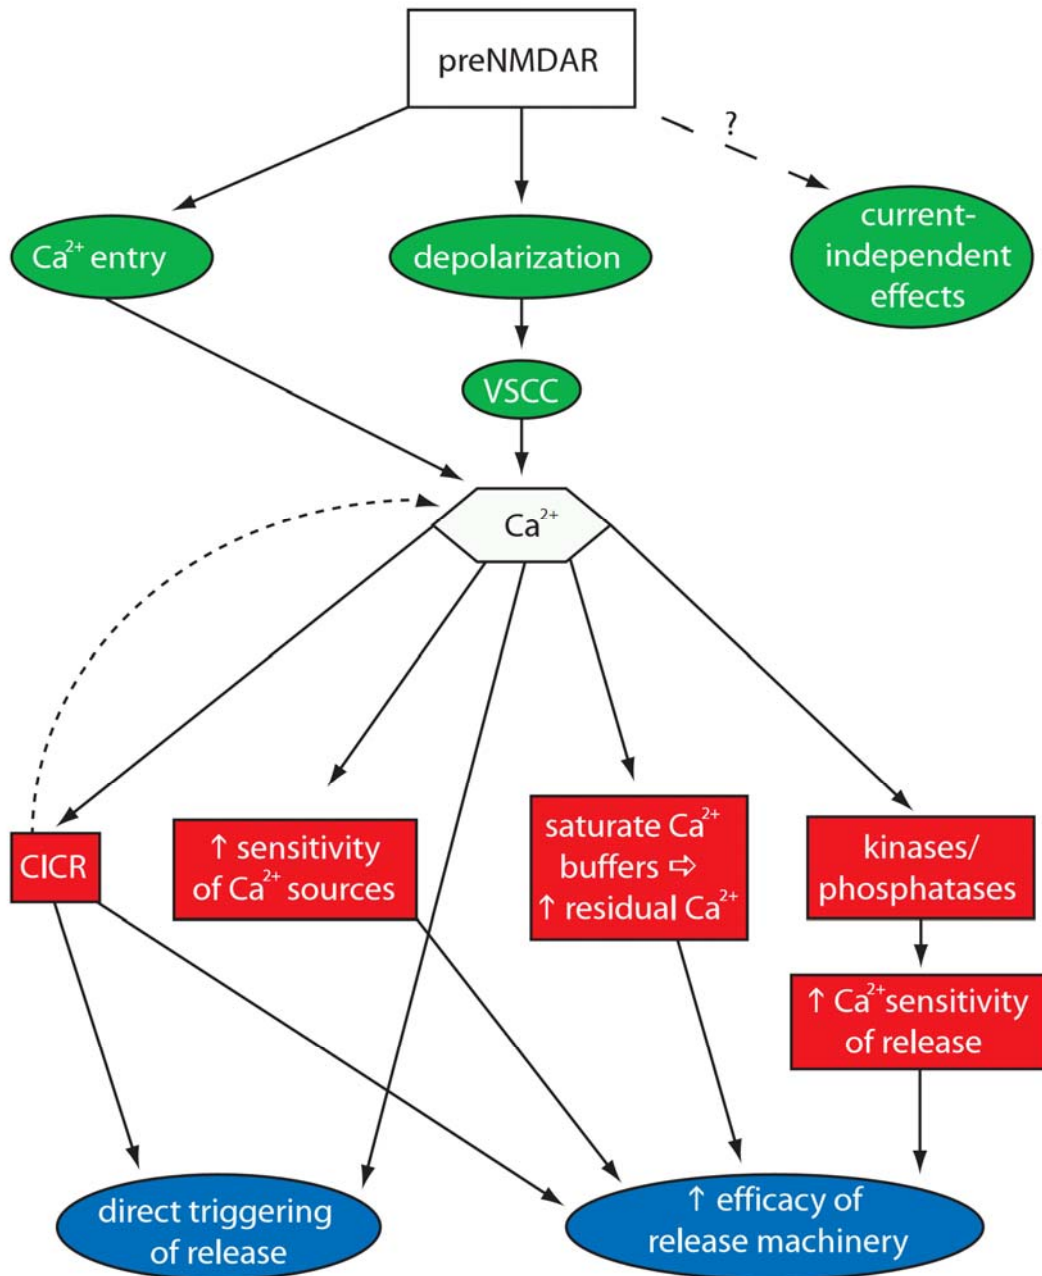 preNMDAR
?
Ca²⁺ entry
depolarization
current-
independent
effects
VSCC
Ca²⁺
CICR
↑ sensitivity
of Ca²⁺ sources
saturate Ca²⁺
buffers ⇨
↑ residual Ca²⁺
kinases/
phosphatases
↑ Ca²⁺sensitivity
of release
direct triggering
of release
↑ efficacy of
release machinery